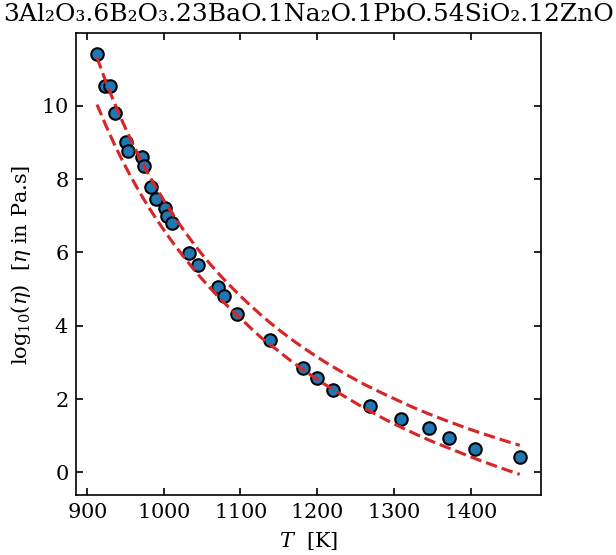 3Al₂O₃.6B₂O₃.23BaO.1Na₂O.1PbO.54SiO₂.12ZnO
10
8
6
4
2
0
log₁₀(η) [η in Pa.s]
900 1000 1100 1200 1300 1400
T [K]